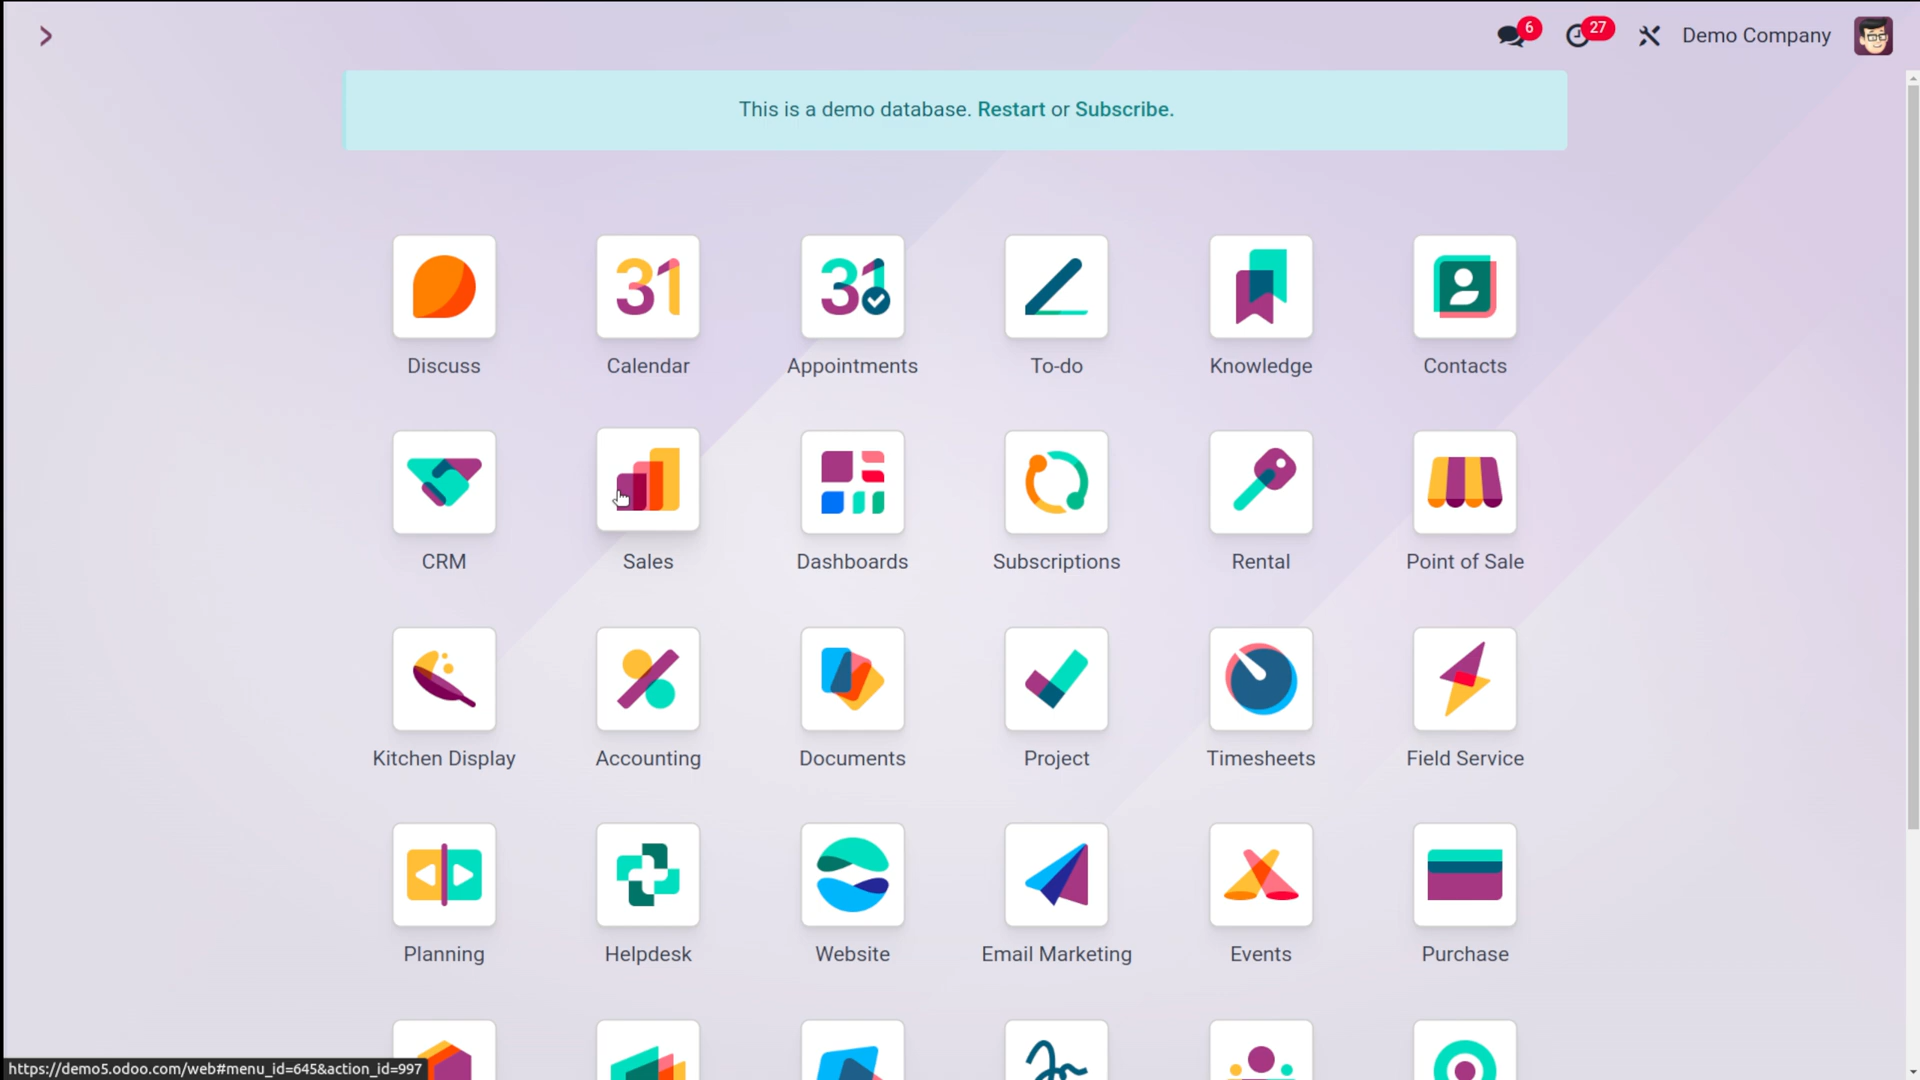 6
27
Demo Company
This is a demo database. Restart or Subscribe.
31
31
Discuss
Calendar
Appointments
To-do
Knowledge
Contacts
CRM
Sales
Dashboards
Subscriptions
Rental
Point of Sale
Kitchen Display
Accounting
Documents
Project
Timesheets
Field Service
Planning
Helpdesk
Website
Email Marketing
Events
Purchase
https://demo5.odoo.com/web#menu_id=645&action_id=997